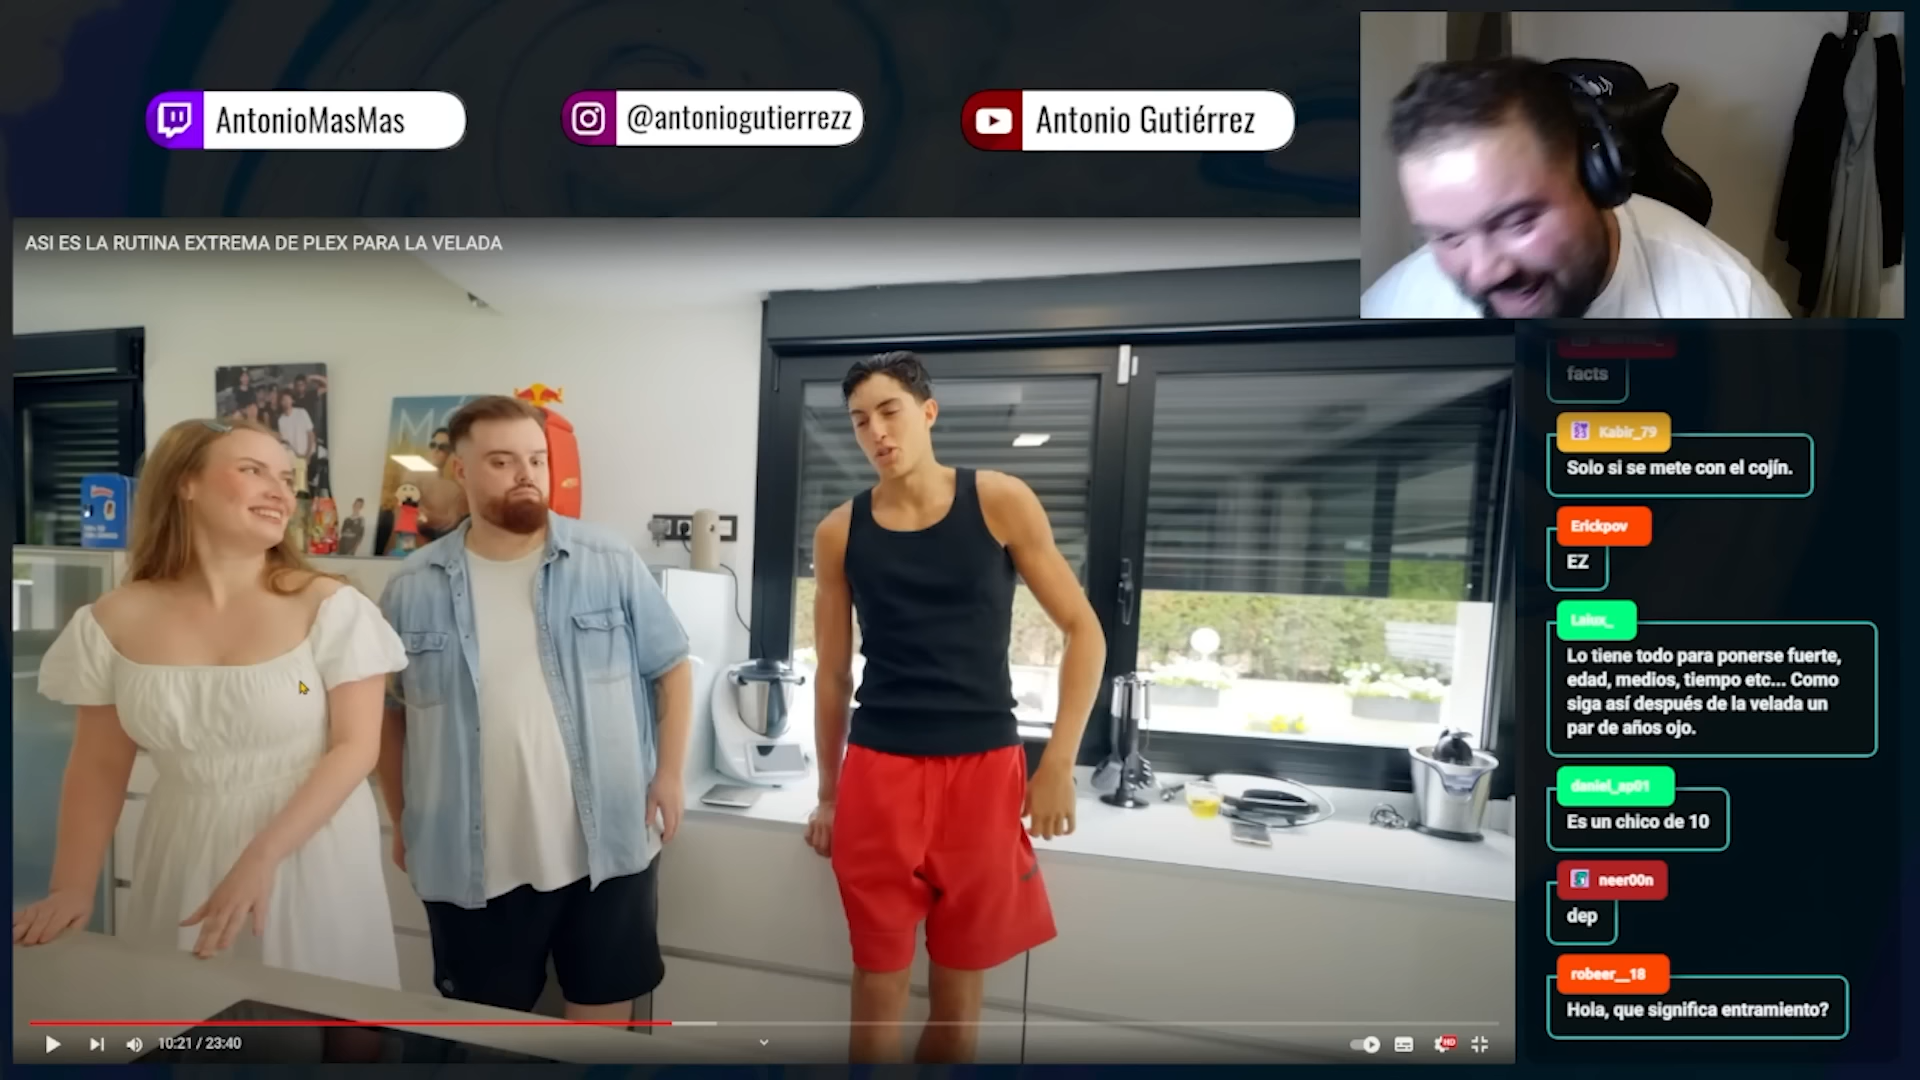 AntonioMasMas
@antoniogutierrezz
Antonio Gutiérrez
ASI ES LA RUTINA EXTREMA DE PLEX PARA LA VELADA
facts
Kabir_79
Solo si se mete con el cojín.
Erickpov
EZ
Laiux_
Lo tiene todo para ponerse fuerte,
edad, medios, tiempo etc... Como
siga así después de la velada un
par de años ojo.
daniel_ap01
Es un chico de 10
neer00n
dep
robeer__18
Hola, que significa entramiento?
10:21 / 23:40
HD